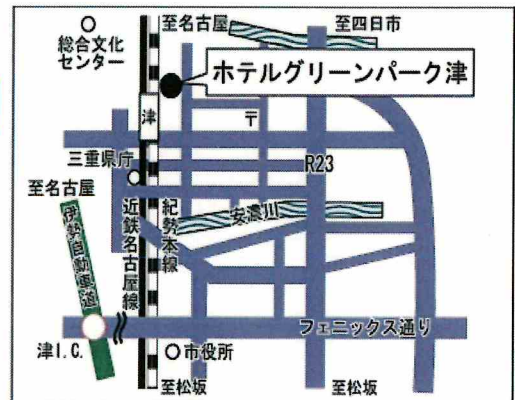 至名古屋
至四日市
総合文化
センター
ホテルグリーンパーク津
津
〒
三重県庁
R23
至名古屋
伊勢自動車道
近鉄名古屋線
紀勢本線
安濃川
フェニックス通り
津I.C.
市役所
至松坂
至松坂